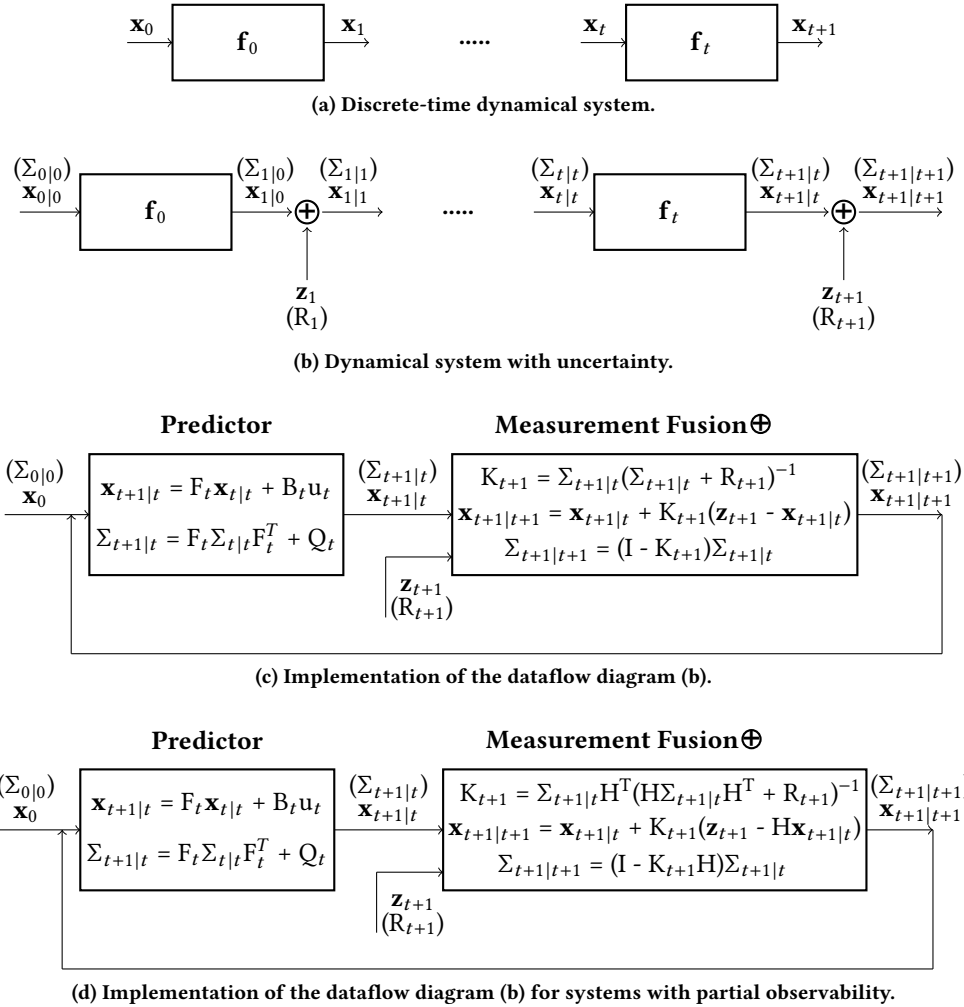 x₀ f₀ x₁ ..... xₜ fₜ xₜ₊₁
(a) Discrete-time dynamical system.
(Σ₀|₀) (Σ₁|₀) (Σ₁|₁) (Σₜ|ₜ) (Σₜ₊₁|ₜ) (Σₜ₊₁|ₜ₊₁)
x₀|₀ x₁|₀ x₁|₁ xₜ|ₜ xₜ₊₁|ₜ xₜ₊₁|ₜ₊₁
f₀ ⊕ ..... fₜ ⊕
z₁ zₜ₊₁
(R₁) (Rₜ₊₁)
(b) Dynamical system with uncertainty.
Predictor Measurement Fusion⊕
(Σ₀|₀)
x₀
xₜ₊₁|ₜ = Fₜxₜ|ₜ + Bₜuₜ
Σₜ₊₁|ₜ = FₜΣₜ|ₜFₜᵀ + Qₜ
(Σₜ₊₁|ₜ)
xₜ₊₁|ₜ
Kₜ₊₁ = Σₜ₊₁|ₜ(Σₜ₊₁|ₜ + Rₜ₊₁)⁻¹
xₜ₊₁|ₜ₊₁ = xₜ₊₁|ₜ + Kₜ₊₁(zₜ₊₁ - xₜ₊₁|ₜ)
Σₜ₊₁|ₜ₊₁ = (I - Kₜ₊₁)Σₜ₊₁|ₜ
(Σₜ₊₁|ₜ₊₁)
xₜ₊₁|ₜ₊₁
zₜ₊₁
(Rₜ₊₁)
(c) Implementation of the dataflow diagram (b).
Predictor Measurement Fusion⊕
(Σ₀|₀)
x₀
xₜ₊₁|ₜ = Fₜxₜ|ₜ + Bₜuₜ
Σₜ₊₁|ₜ = FₜΣₜ|ₜFₜᵀ + Qₜ
(Σₜ₊₁|ₜ)
xₜ₊₁|ₜ
Kₜ₊₁ = Σₜ₊₁|ₜHᵀ(HΣₜ₊₁|ₜHᵀ + Rₜ₊₁)⁻¹
xₜ₊₁|ₜ₊₁ = xₜ₊₁|ₜ + Kₜ₊₁(zₜ₊₁ - Hxₜ₊₁|ₜ)
Σₜ₊₁|ₜ₊₁ = (I - Kₜ₊₁H)Σₜ₊₁|ₜ
(Σₜ₊₁|ₜ₊₁
xₜ₊₁|ₜ₊₁
zₜ₊₁
(Rₜ₊₁)
(d) Implementation of the dataflow diagram (b) for systems with partial observability.